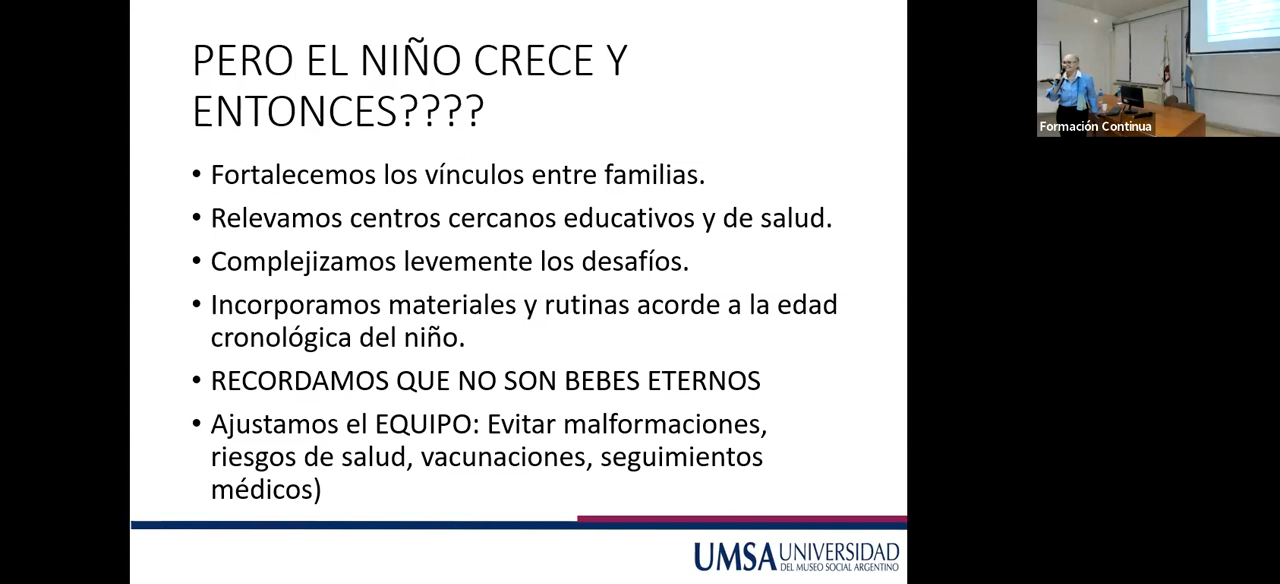 PERO EL NIÑO CRECE Y
ENTONCES????
• Fortalecemos los vínculos entre familias.
• Relevamos centros cercanos educativos y de salud.
• Complejizamos levemente los desafíos.
• Incorporamos materiales y rutinas acorde a la edad
cronológica del niño.
• RECORDAMOS QUE NO SON BEBES ETERNOS
• Ajustamos el EQUIPO: Evitar malformaciones,
riesgos de salud, vacunaciones, seguimientos
médicos)
UMSA UNIVERSIDAD
DEL MUSEO SOCIAL ARGENTINO
Formación Continua